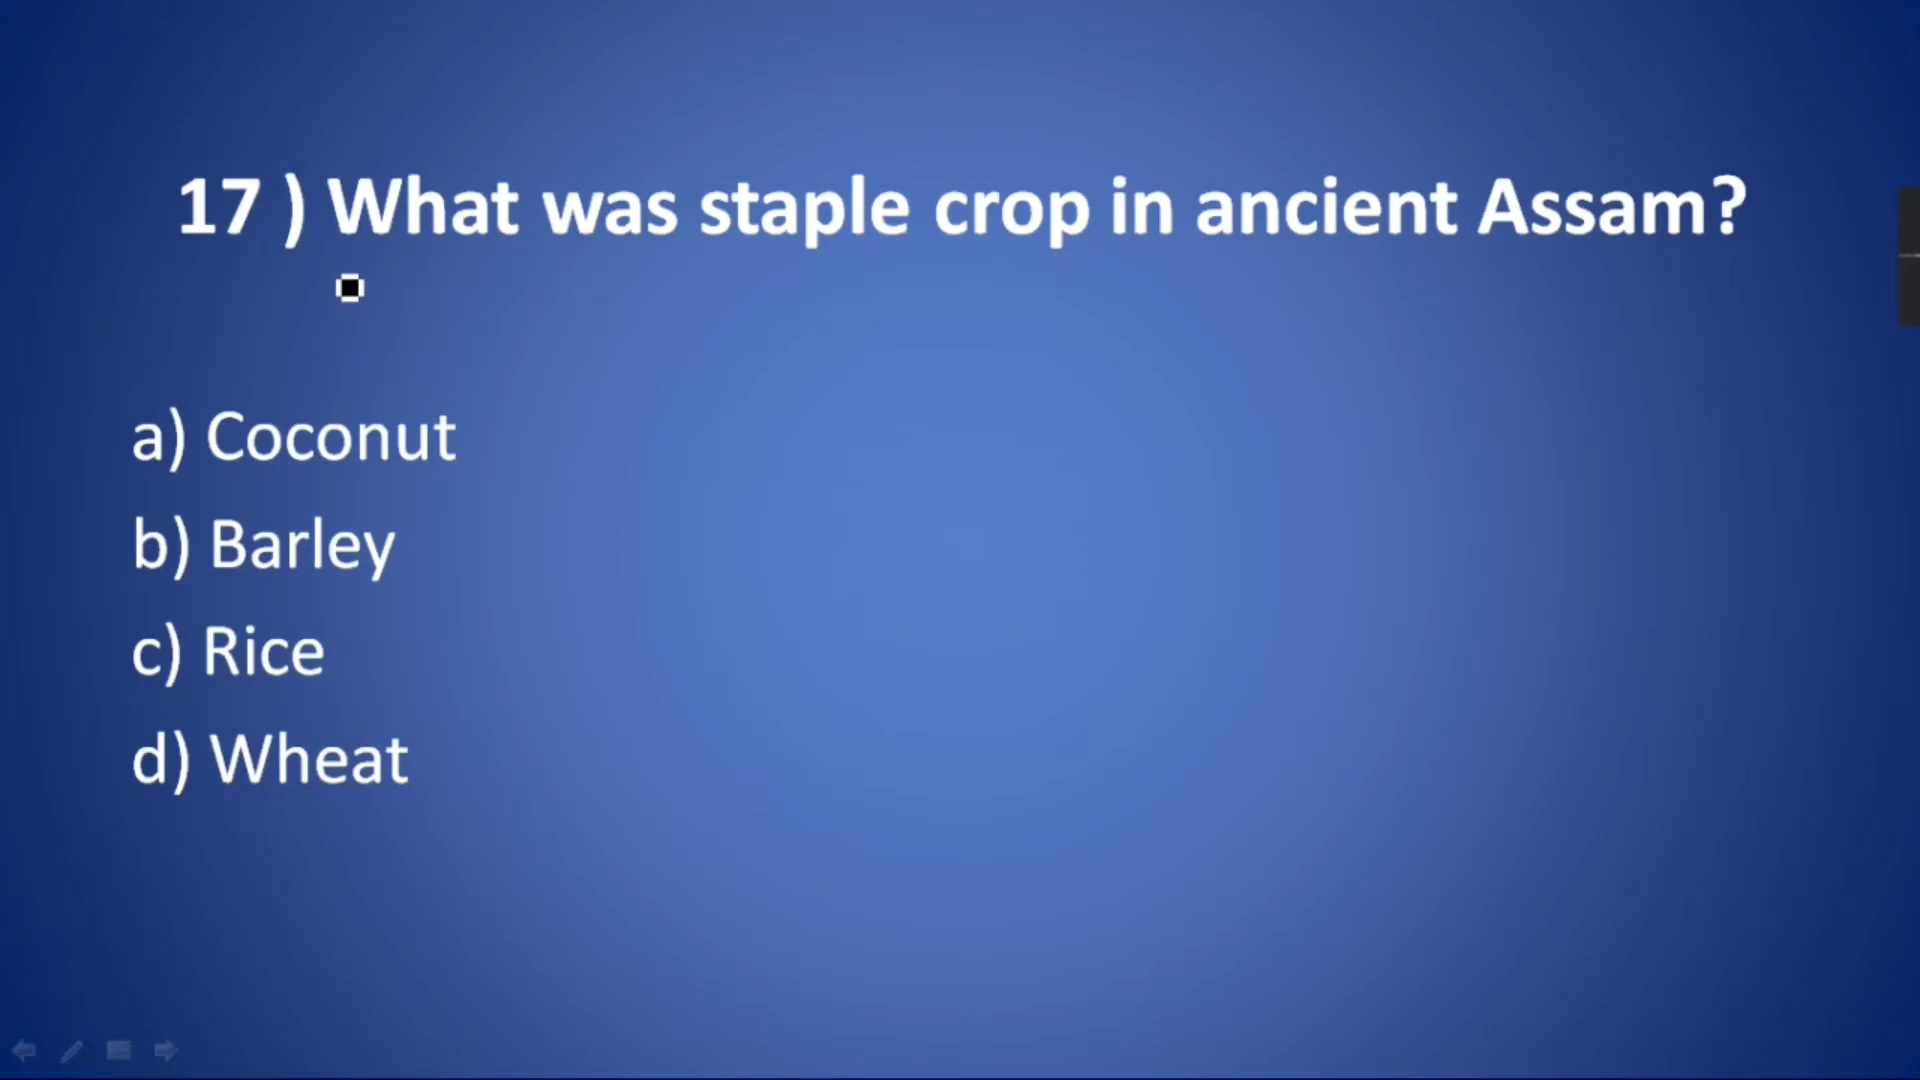 17 ) What was staple crop in ancient Assam?
a) Coconut
b) Barley
c) Rice
d) Wheat